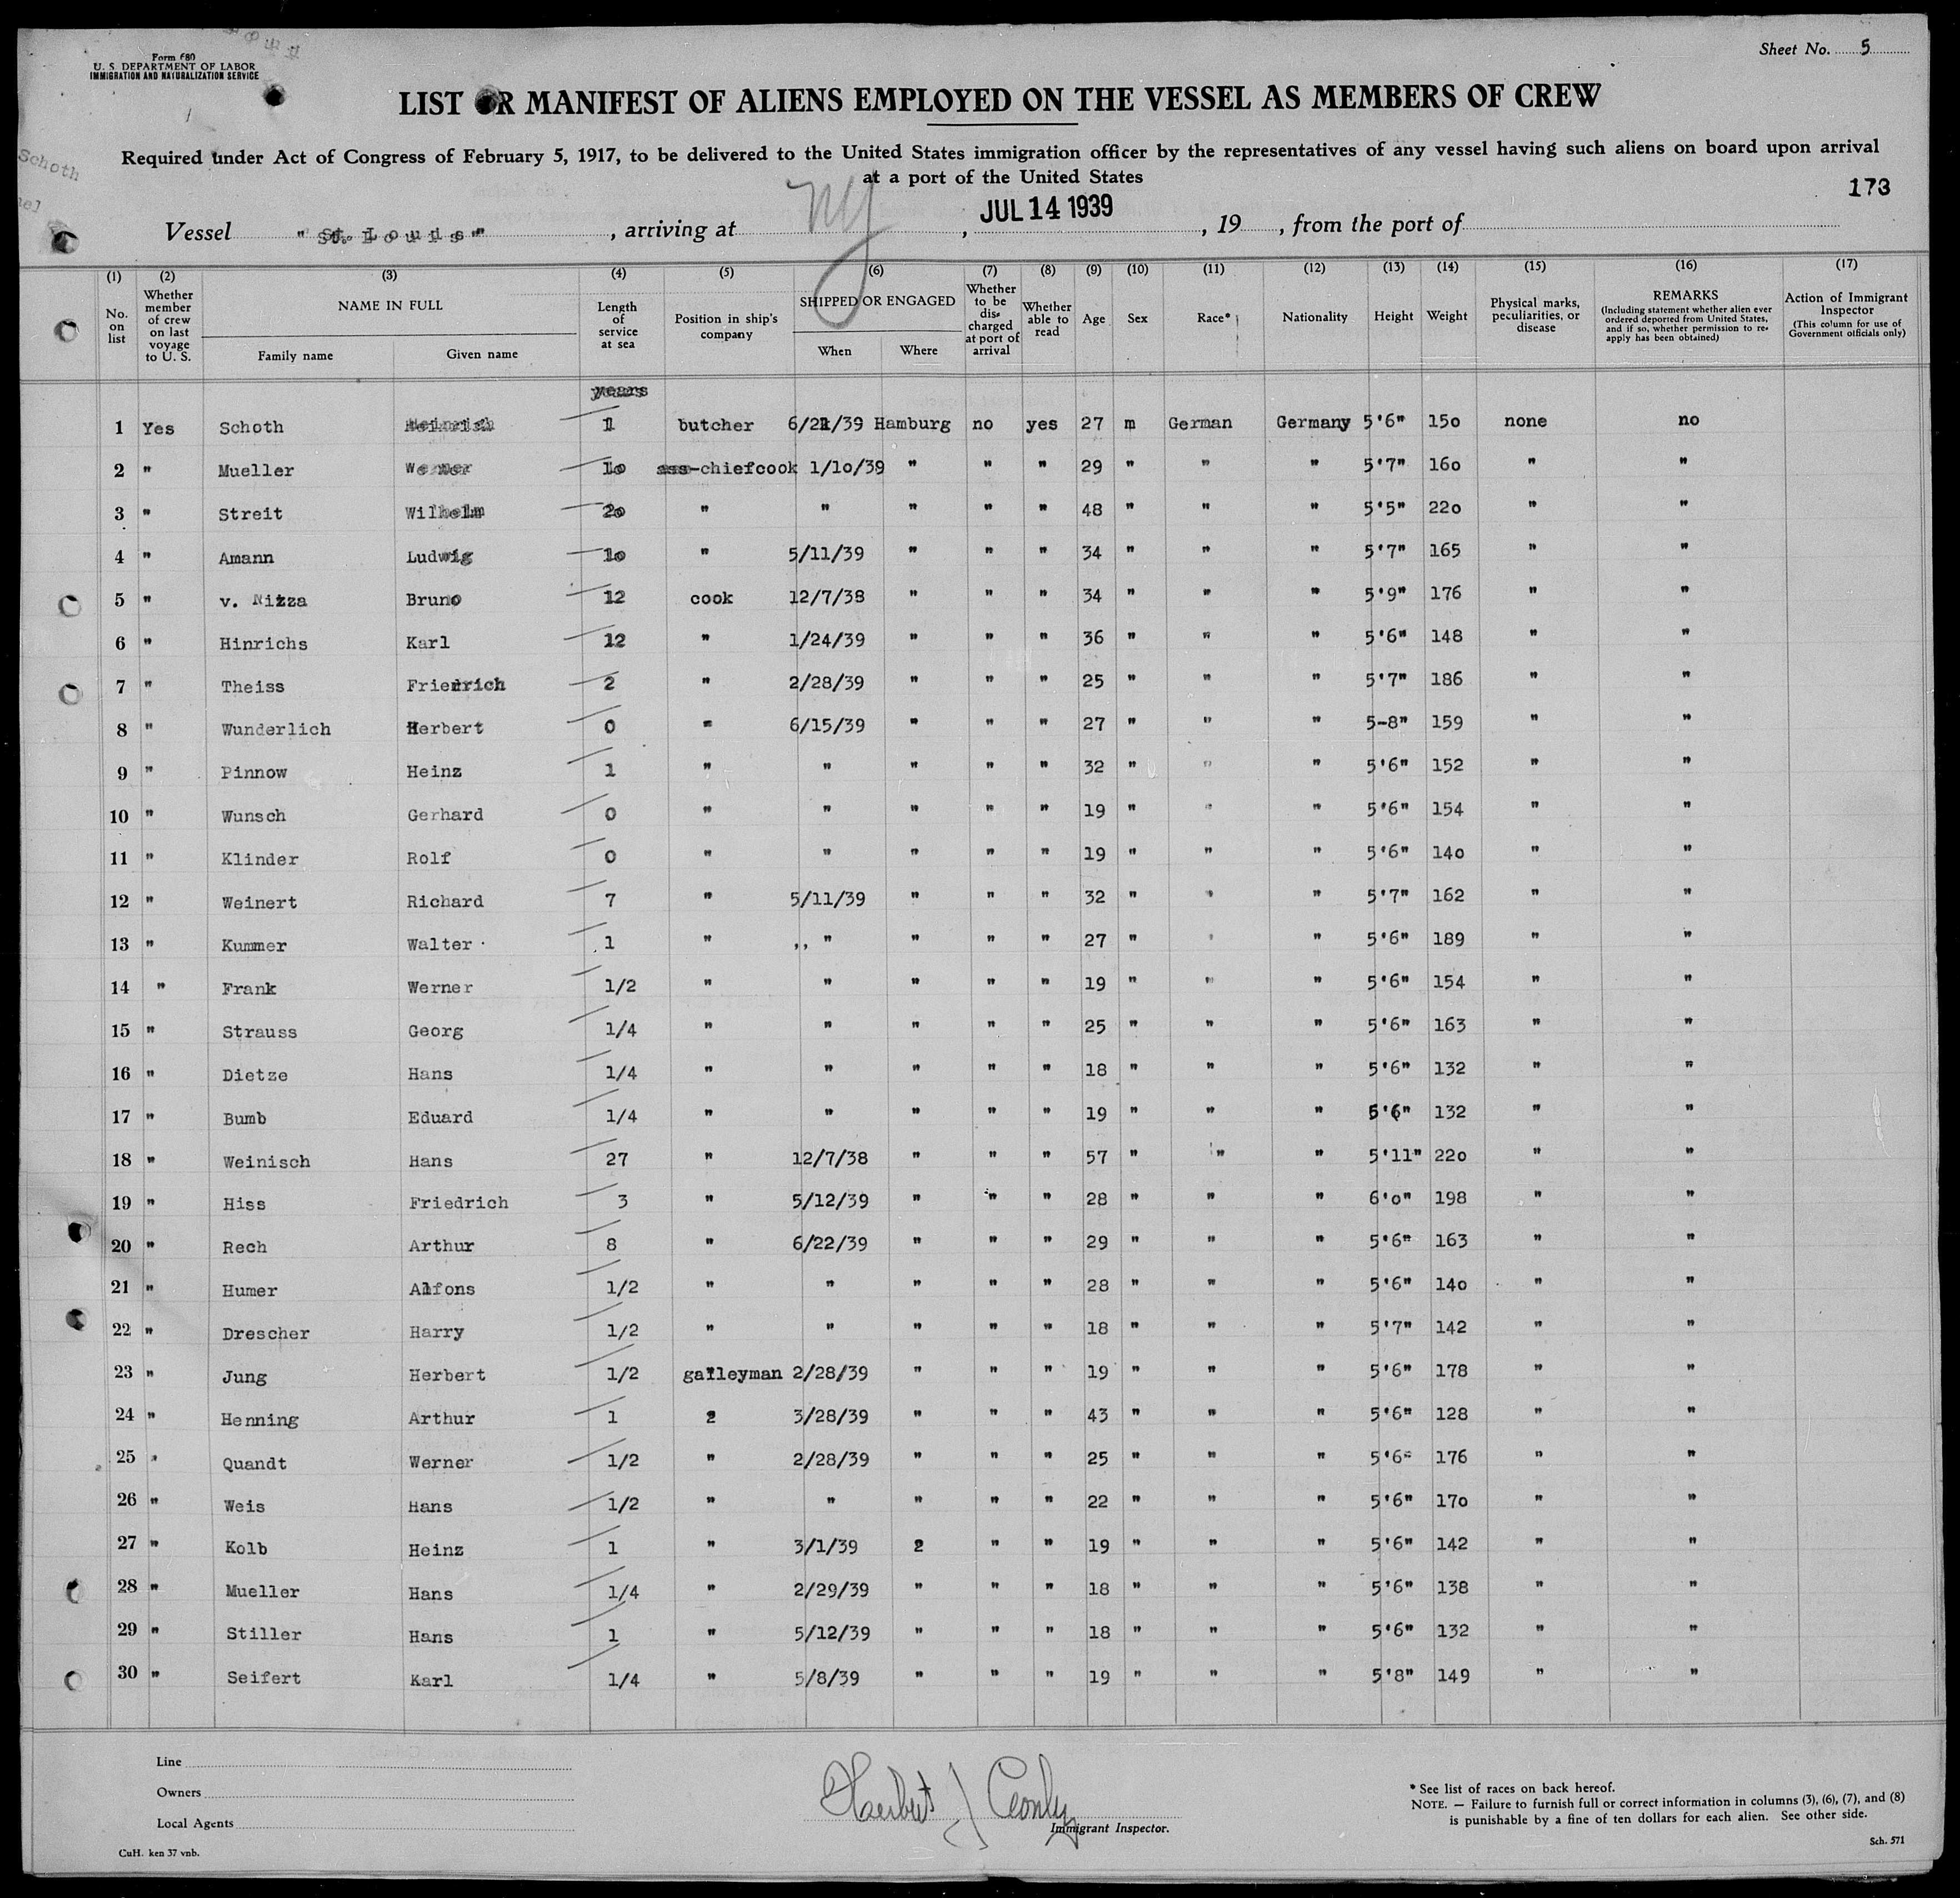 Form 680
U. S. DEPARTMENT OF LABOR
IMMIGRATION AND NATURALIZATION SERVICE
Sheet No. 5
LIST OR MANIFEST OF ALIENS EMPLOYED ON THE VESSEL AS MEMBERS OF CREW
Required under Act of Congress of February 5, 1917, to be delivered to the United States immigration officer by the representatives of any vessel having such aliens on board upon arrival
at a port of the United States
173
Schoth
Vessel "St. Louis", arriving at NY, JUL 14 1939, 19 , from the port of
(1) (2) (3) (4) (5) (6) (7) (8) (9) (10) (11) (12) (13) (14) (15) (16) (17)
No. on list | Whether member of crew on last voyage to U. S. | NAME IN FULL Family name Given name | Length of service at sea | Position in ship's company | SHIPPED OR ENGAGED When Where | Whether to be discharged at port of arrival | Whether able to read | Age | Sex | Race* | Nationality | Height | Weight | Physical marks, peculiarities, or disease | REMARKS (Including statement whether alien ever ordered deported from United States, and if so, whether permission to reapply has been obtained) | Action of Immigrant Inspector (This column for use of Government officials only)
years
1 Yes Schoth Heinrich 1 butcher 6/22/39 Hamburg no yes 27 m German Germany 5'6" 15o none no
2 " Mueller Werner 1o ass-chiefcook 1/1o/39 " " " 29 " " " 5'7" 16o " "
3 " Streit Wilhelm 2o " " " " " 48 " " " 5'5" 22o " "
4 " Amann Ludwig 1o " 5/11/39 " " " 34 " " " 5'7" 165 " "
5 " v. Nizza Bruno 12 cook 12/7/38 " " " 34 " " " 5'9" 176 " "
6 " Hinrichs Karl 12 " 1/24/39 " " " 36 " " " 5'6" 148 " "
7 " Theiss Friedrich 2 " 2/28/39 " " " 25 " " " 5'7" 186 " "
8 " Wunderlich Herbert 0 = 6/15/39 " " " 27 " " " 5-8" 159 " "
9 " Pinnow Heinz 1 " " " " " 32 " " " 5'6" 152 " "
10 " Wunsch Gerhard 0 " " " " " 19 " " " 5'6" 154 " "
11 " Klinder Rolf 0 " " " " " 19 " " " 5'6" 14o " "
12 " Weinert Richard 7 " 5/11/39 " " " 32 " " " 5'7" 162 " "
13 " Kummer Walter 1 " " " " " 27 " " " 5'6" 189 " "
14 " Frank Werner 1/2 " " " " " 19 " " " 5'6" 154 " "
15 " Strauss Georg 1/4 " " " " " 25 " " " 5'6" 163 " "
16 " Dietze Hans 1/4 " " " " " 18 " " " 5'6" 132 " "
17 " Bumb Eduard 1/4 " " " " " 19 " " " 5'6" 132 " "
18 " Weinisch Hans 27 " 12/7/38 " " " 57 " " " 5'11" 22o " "
19 " Hiss Friedrich 3 " 5/12/39 " " " 28 " " " 6'o" 198 " "
20 " Rech Arthur 8 " 6/22/39 " " " 29 " " " 5'6" 163 " "
21 " Humer Alfons 1/2 " " " " " 28 " " " 5'6" 14o " "
22 " Drescher Harry 1/2 " " " " " 18 " " " 5'7" 142 " "
23 " Jung Herbert 1/2 galleyman 2/28/39 " " " 19 " " " 5'6" 178 " "
24 " Henning Arthur 1 2 3/28/39 " " " 43 " " " 5'6" 128 " "
25 " Quandt Werner 1/2 " 2/28/39 " " " 25 " " " 5'6" 176 " "
26 " Weis Hans 1/2 " " " " " 22 " " " 5'6" 17o " "
27 " Kolb Heinz 1 " 3/1/39 2 " " 19 " " " 5'6" 142 " "
28 " Mueller Hans 1/4 " 2/29/39 " " " 18 " " " 5'6" 138 " "
29 " Stiller Hans 1 " 5/12/39 " " " 18 " " " 5'6" 132 " "
30 " Seifert Karl 1/4 " 5/8/39 " " " 19 " " " 5'8" 149 " "
Line
Owners
Local Agents
CuH. ken 37 vnb.
Herbert J
Immigrant Inspector.
* See list of races on back hereof.
NOTE. — Failure to furnish full or correct information in columns (3), (6), (7), and (8)
is punishable by a fine of ten dollars for each alien. See other side.
Sch. 571